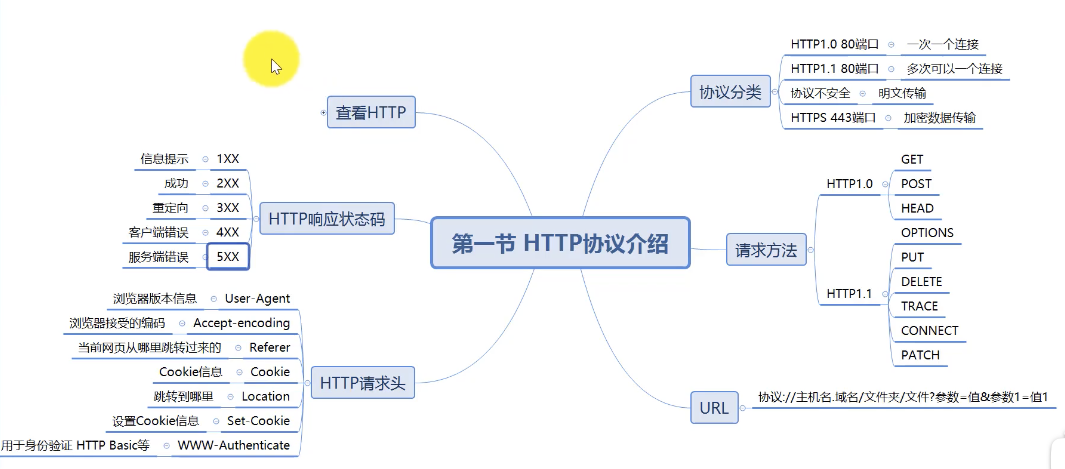 第一节 HTTP协议介绍
协议分类
HTTP1.0 80端口 一次一个连接
HTTP1.1 80端口 多次可以一个连接
协议不安全 明文传输
HTTPS 443端口 加密数据传输
请求方法
HTTP1.0
GET
POST
HEAD
HTTP1.1
OPTIONS
PUT
DELETE
TRACE
CONNECT
PATCH
URL
协议://主机名.域名/文件夹/文件?参数=值&参数1=值1
查看HTTP
HTTP响应状态码
信息提示 1XX
成功 2XX
重定向 3XX
客户端错误 4XX
服务端错误 5XX
HTTP请求头
浏览器版本信息 User-Agent
浏览器接受的编码 Accept-encoding
当前网页从哪里跳转过来的 Referer
Cookie信息 Cookie
跳转到哪里 Location
设置Cookie信息 Set-Cookie
用于身份验证 HTTP Basic等 WWW-Authenticate